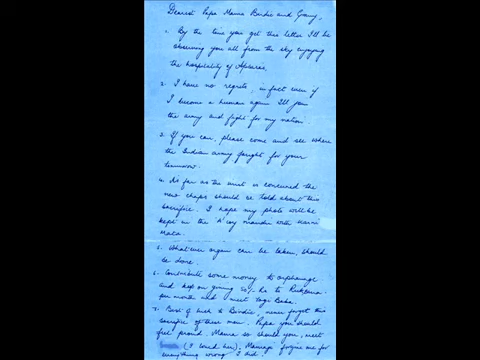 Dearest Papa Mama Birdie and Granny,
1. By the time you get this letter I'll be
observing you all from the sky enjoying
the hospitality of Apsaras.
2. I have no regrets, in fact even if
I become a human again I'll join
the army and fight for my nation.
3. If you can, please come and see where
the Indian army fought for your
tomorrow.
4. As far as the unit is concerned the
new chaps should be told about this
sacrifice. I hope my photo will be
kept in the 'A' coy mandir with Karni
Mata.
5. Whatever organ can be taken, should
be done.
6. Contribute some money to orphanage
and keep on giving 50/- Rs to Rukhsana
per month and meet Yogi Baba.
7. Best of luck to Birdie never forget this
sacrifice of these men. Papa you should
feel proud. Mama so should you, meet
(I loved her). Mamaji forgive me for
everything wrong I did.